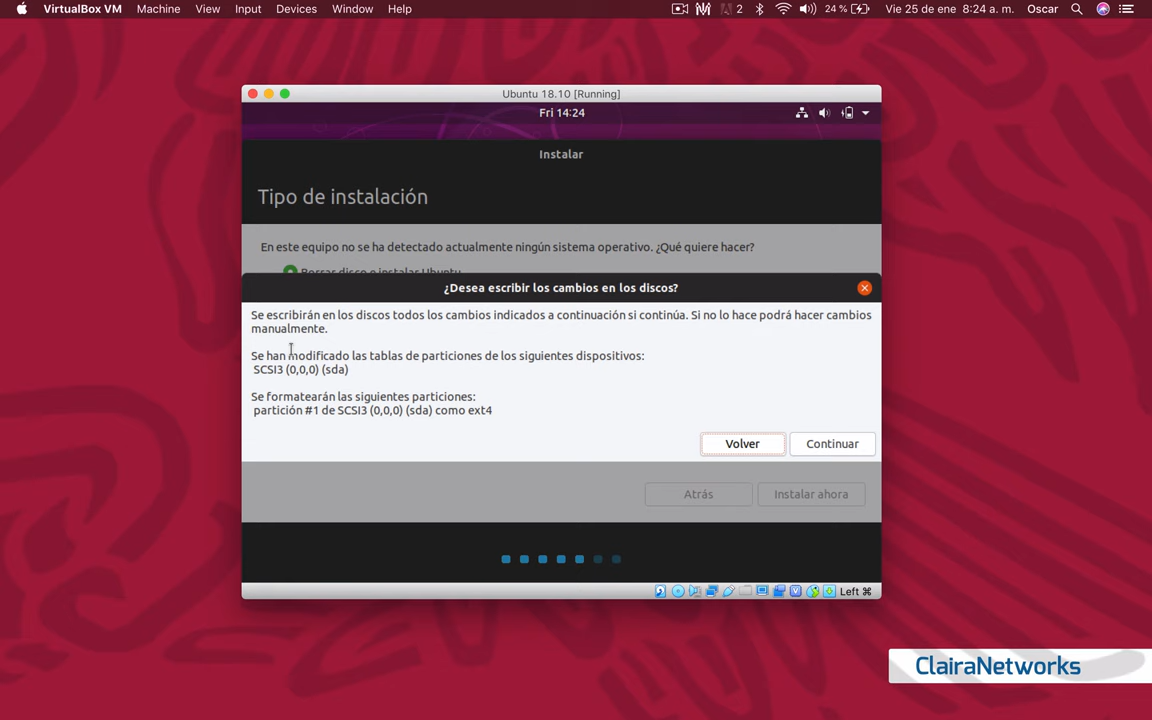 VirtualBox VM Machine View Input Devices Window Help 2 24 % Vie 25 de ene 8:24 a. m. Oscar
Ubuntu 18.10 [Running]
Fri 14:24
Instalar
Tipo de instalación
En este equipo no se ha detectado actualmente ningún sistema operativo. ¿Qué quiere hacer?
Borrar disco e instalar Ubuntu
¿Desea escribir los cambios en los discos?
Se escribirán en los discos todos los cambios indicados a continuación si continúa. Si no lo hace podrá hacer cambios
manualmente.
Se han modificado las tablas de particiones de los siguientes dispositivos:
SCSI3 (0,0,0) (sda)
Se formatearán las siguientes particiones:
partición #1 de SCSI3 (0,0,0) (sda) como ext4
Volver Continuar
Atrás Instalar ahora
Left ⌘
ClairaNetworks